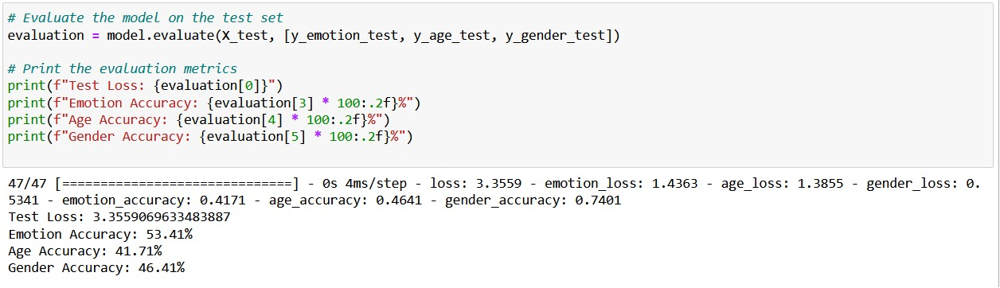 # Evaluate the model on the test set
evaluation = model.evaluate(X_test, [y_emotion_test, y_age_test, y_gender_test])
# Print the evaluation metrics
print(f"Test Loss: {evaluation[0]}")
print(f"Emotion Accuracy: {evaluation[3] * 100:.2f}%")
print(f"Age Accuracy: {evaluation[4] * 100:.2f}%")
print(f"Gender Accuracy: {evaluation[5] * 100:.2f}%")
47/47 [==============================] - 0s 4ms/step - loss: 3.3559 - emotion_loss: 1.4363 - age_loss: 1.3855 - gender_loss: 0.
5341 - emotion_accuracy: 0.4171 - age_accuracy: 0.4641 - gender_accuracy: 0.7401
Test Loss: 3.3559069633483887
Emotion Accuracy: 53.41%
Age Accuracy: 41.71%
Gender Accuracy: 46.41%